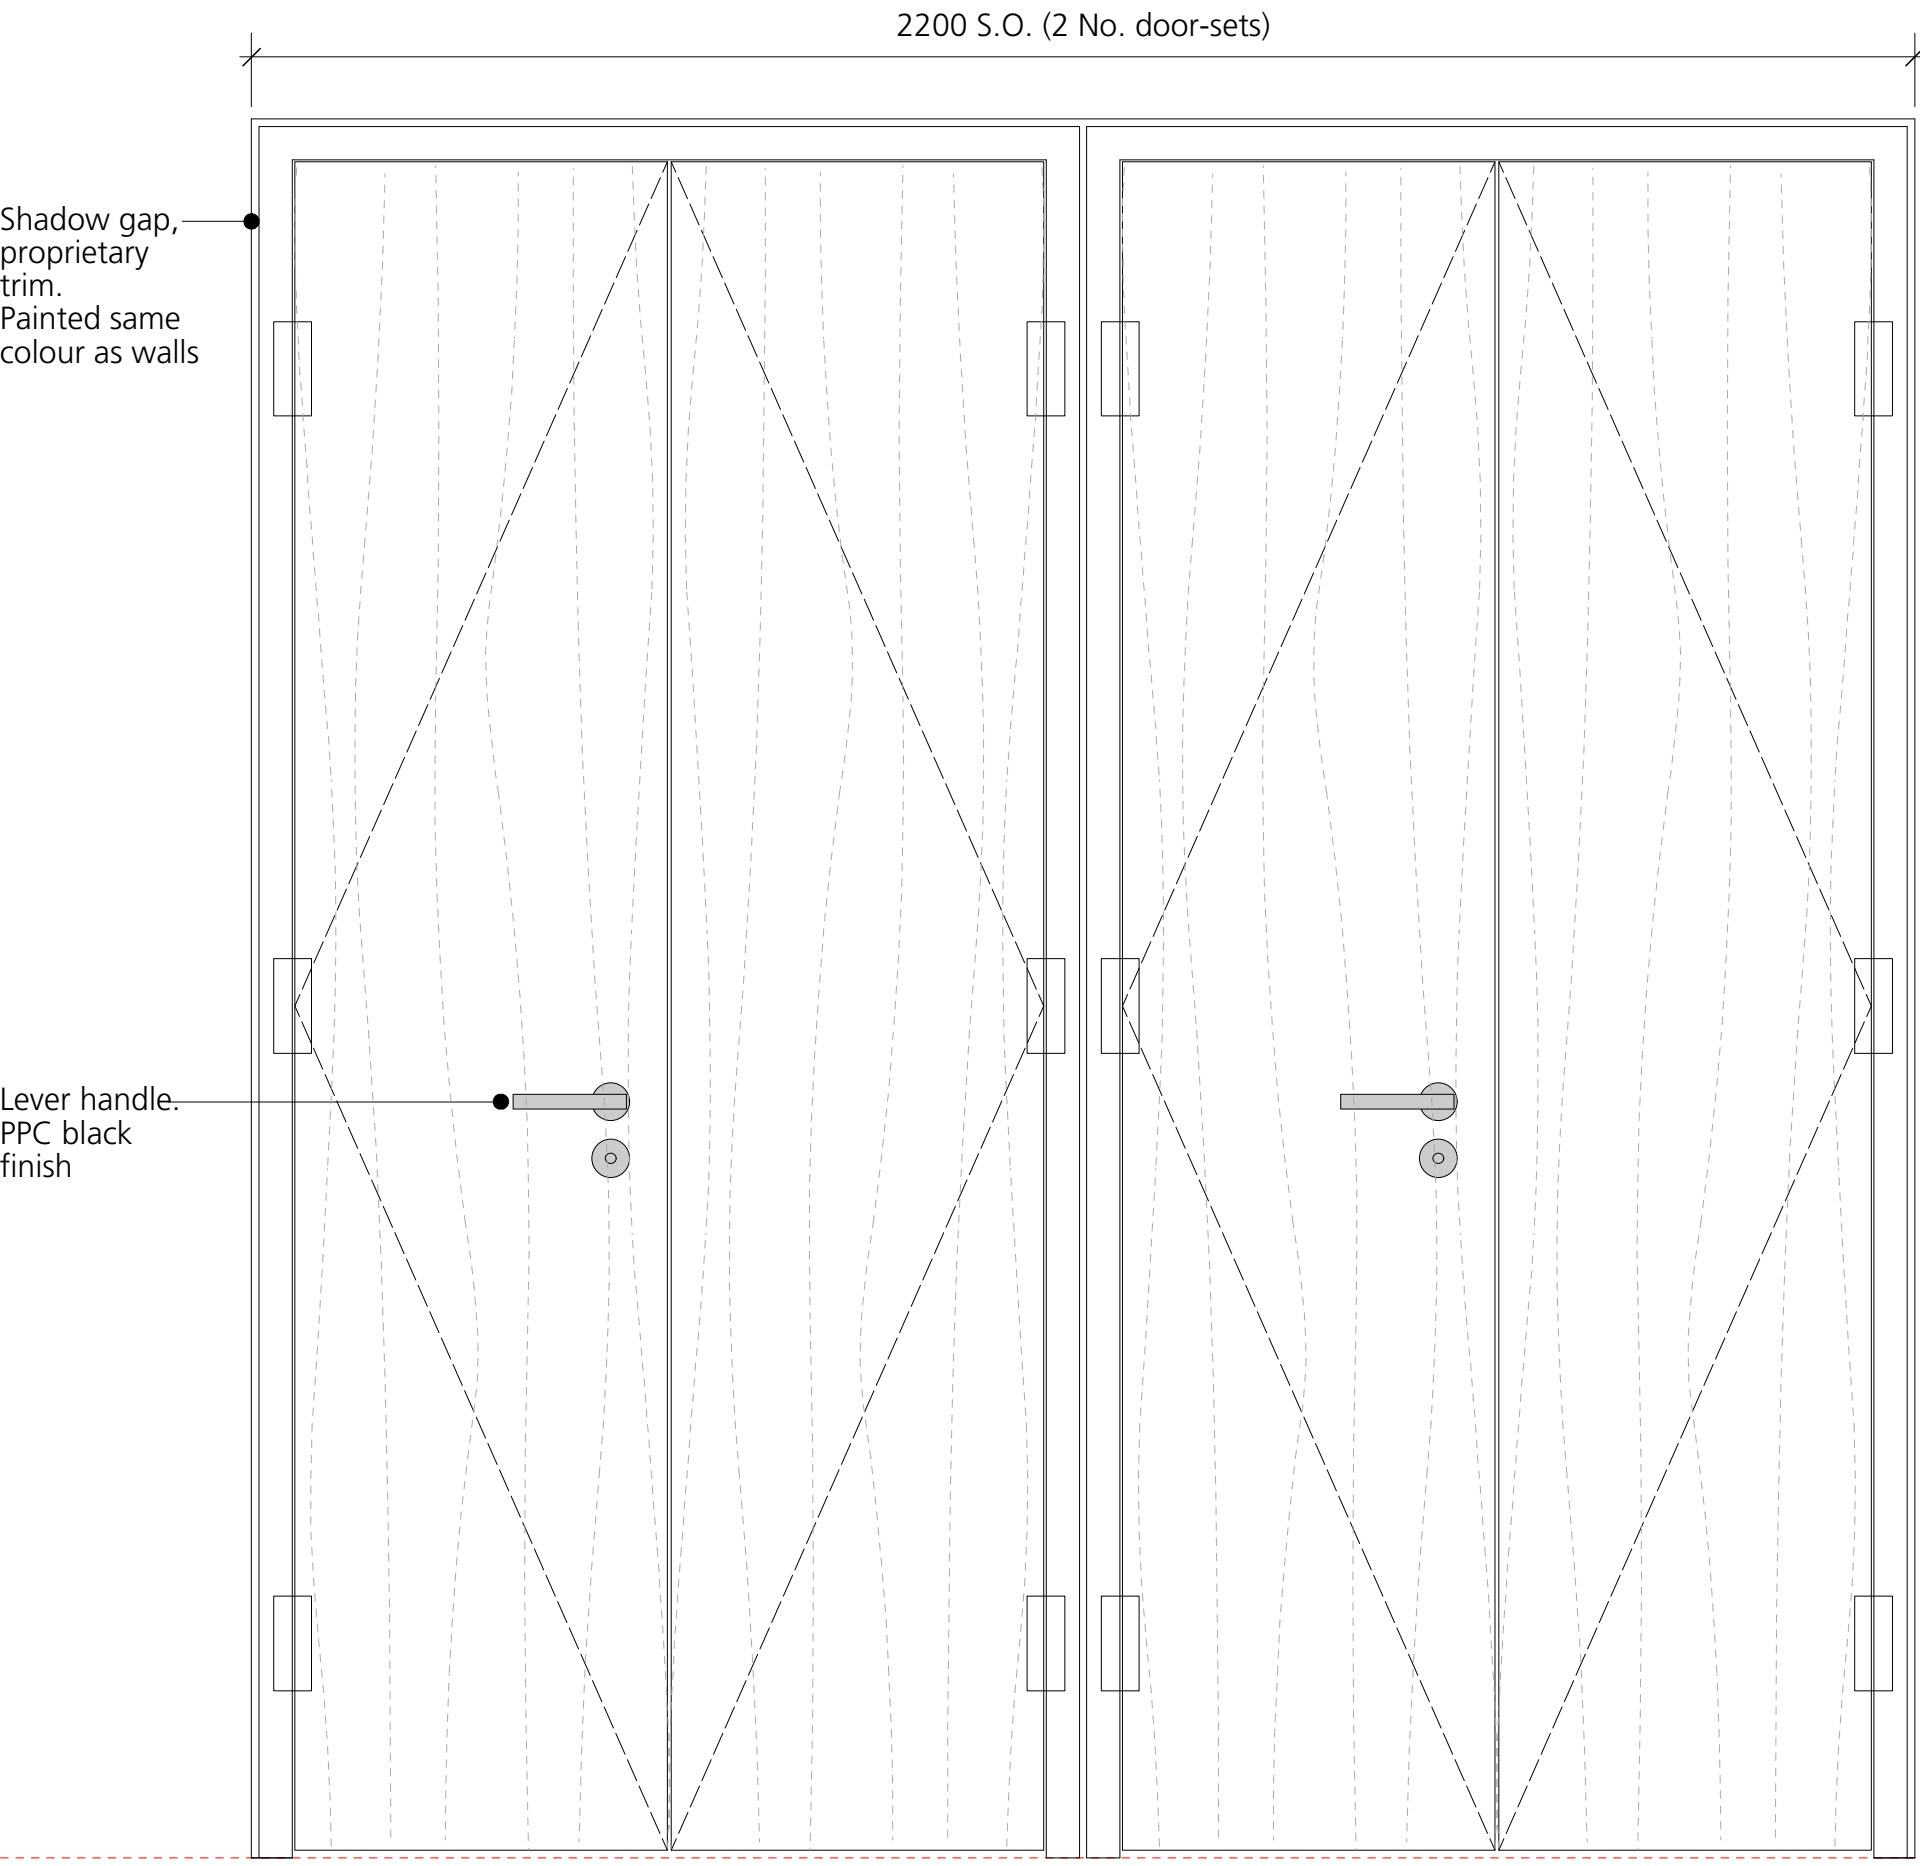 2200 S.O. (2 No. door-sets)
Shadow gap,
proprietary
trim.
Painted same
colour as walls
Lever handle.
PPC black
finish